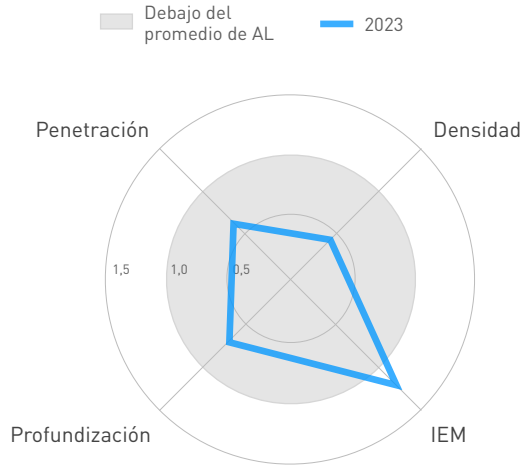 Debajo del
promedio de AL
2023
Penetración
Densidad
1,5
1,0
0,5
Profundización
IEM